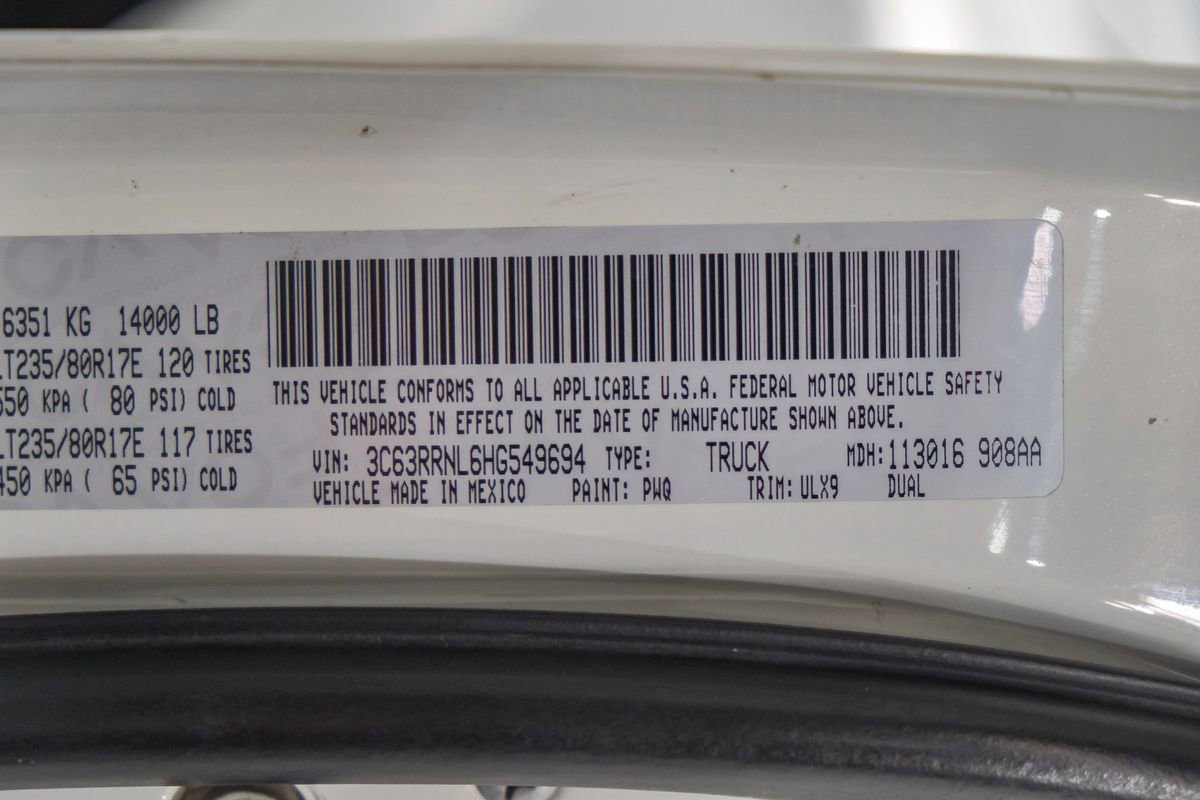 6351 KG 14000 LB
LT235/80R17E 120 TIRES
550 KPA ( 80 PSI) COLD
LT235/80R17E 117 TIRES
450 KPA ( 65 PSI) COLD
THIS VEHICLE CONFORMS TO ALL APPLICABLE U.S.A. FEDERAL MOTOR VEHICLE SAFETY
STANDARDS IN EFFECT ON THE DATE OF MANUFACTURE SHOWN ABOVE.
VIN: 3C63RRNL6HG549694 TYPE: TRUCK MDH: 113016 908AA
VEHICLE MADE IN MEXICO PAINT: PWQ TRIM: ULX9 DUAL